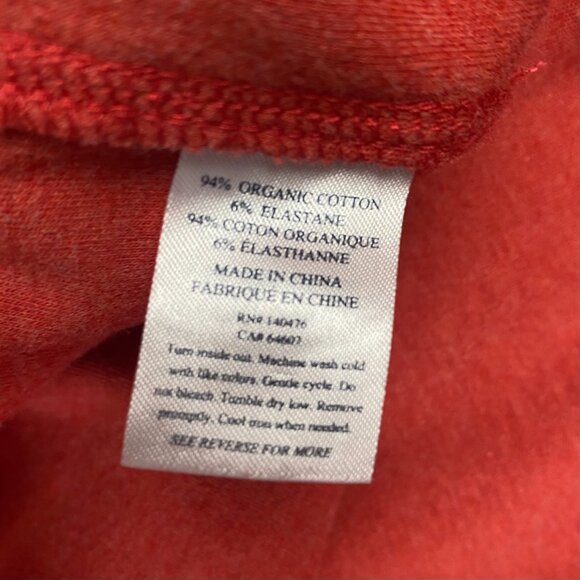 94% ORGANIC COTTON
6% ELASTANE
94% COTON ORGANIQUE
6% ÉLASTHANNE
MADE IN CHINA
FABRIQUÉ EN CHINE
RN# 140476
CA# 64607
Turn inside out. Machine wash cold
with like colors. Gentle cycle. Do
not bleach. Tumble dry low. Remove
promptly. Cool iron when needed.
SEE REVERSE FOR MORE